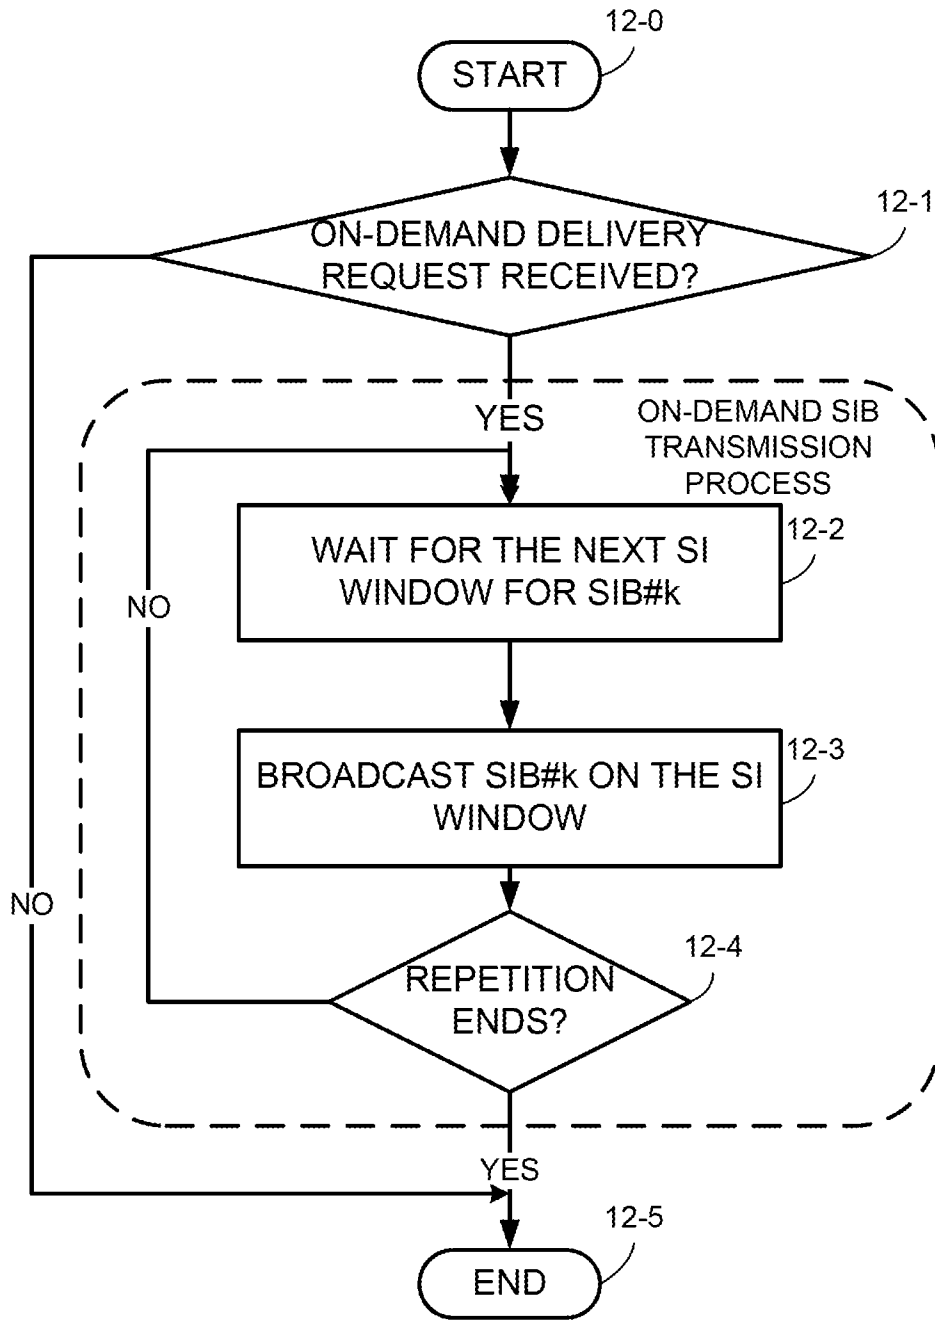 12-0
START
12-1
ON-DEMAND DELIVERY
REQUEST RECEIVED?
YES
ON-DEMAND SIB
TRANSMISSION
PROCESS
12-2
WAIT FOR THE NEXT SI
WINDOW FOR SIB#k
NO
12-3
BROADCAST SIB#k ON THE SI
WINDOW
NO
12-4
REPETITION
ENDS?
YES
12-5
END